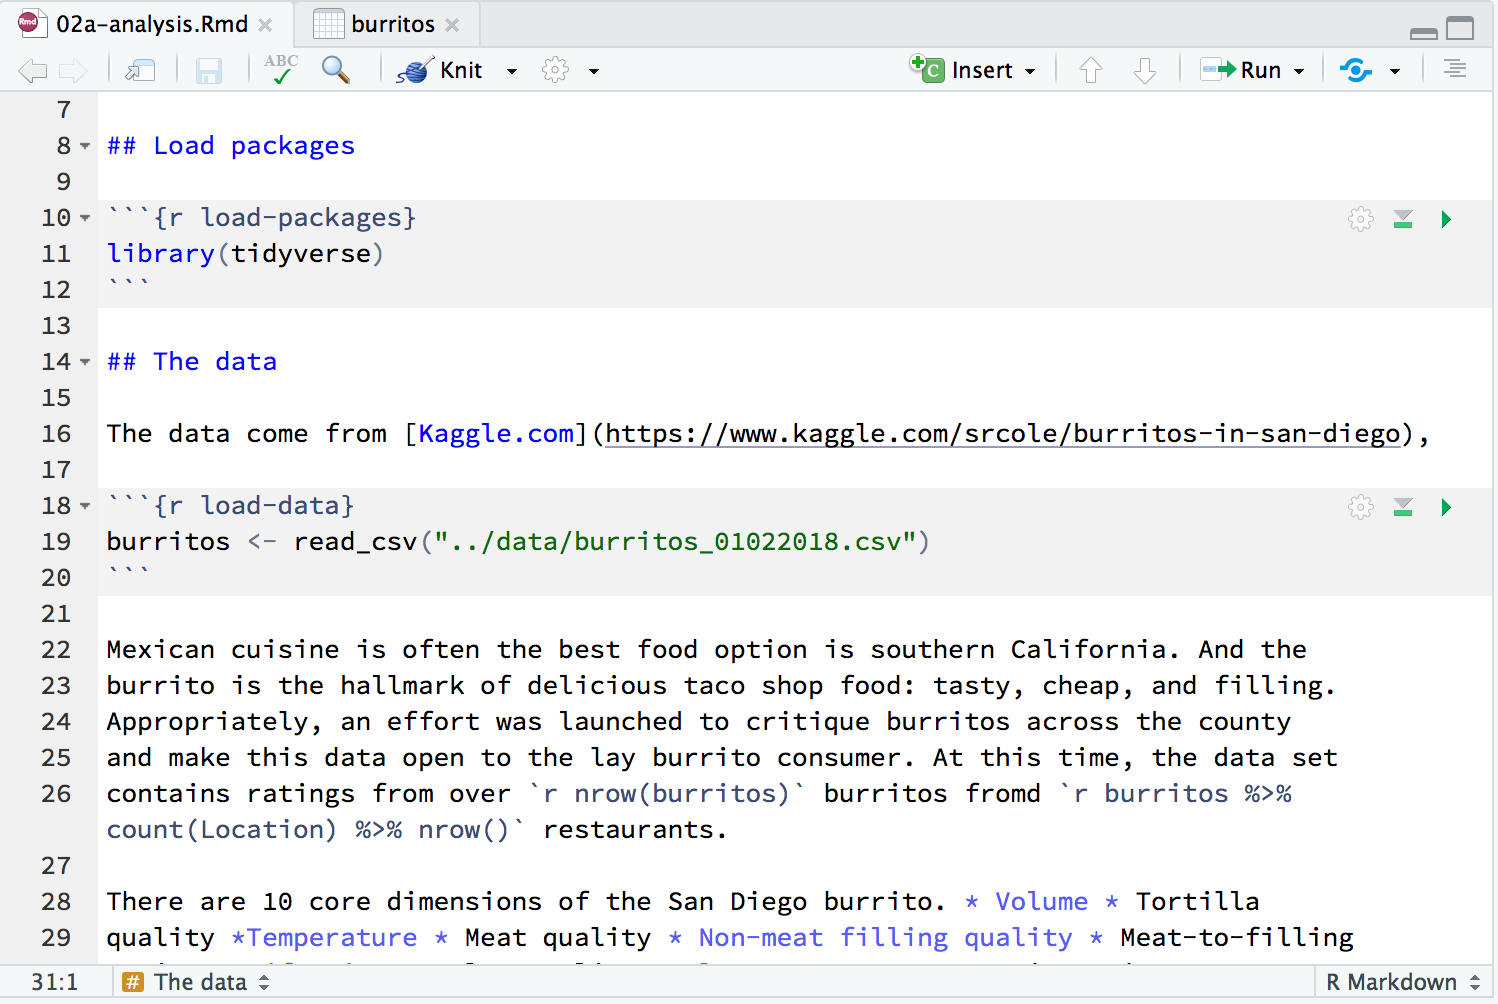 02a-analysis.Rmd burritos
ABC Knit Insert Run
7
8 ## Load packages
9
10 ```{r load-packages}
11 library(tidyverse)
12 ```
13
14 ## The data
15
16 The data come from [Kaggle.com](https://www.kaggle.com/srcole/burritos-in-san-diego),
17
18 ```{r load-data}
19 burritos <- read_csv("../data/burritos_01022018.csv")
20 ```
21
22 Mexican cuisine is often the best food option is southern California. And the
23 burrito is the hallmark of delicious taco shop food: tasty, cheap, and filling.
24 Appropriately, an effort was launched to critique burritos across the county
25 and make this data open to the lay burrito consumer. At this time, the data set
26 contains ratings from over `r nrow(burritos)` burritos fromd `r burritos %>%
count(Location) %>% nrow()` restaurants.
27
28 There are 10 core dimensions of the San Diego burrito. * Volume * Tortilla
29 quality *Temperature * Meat quality * Non-meat filling quality * Meat-to-filling
31:1 # The data R Markdown